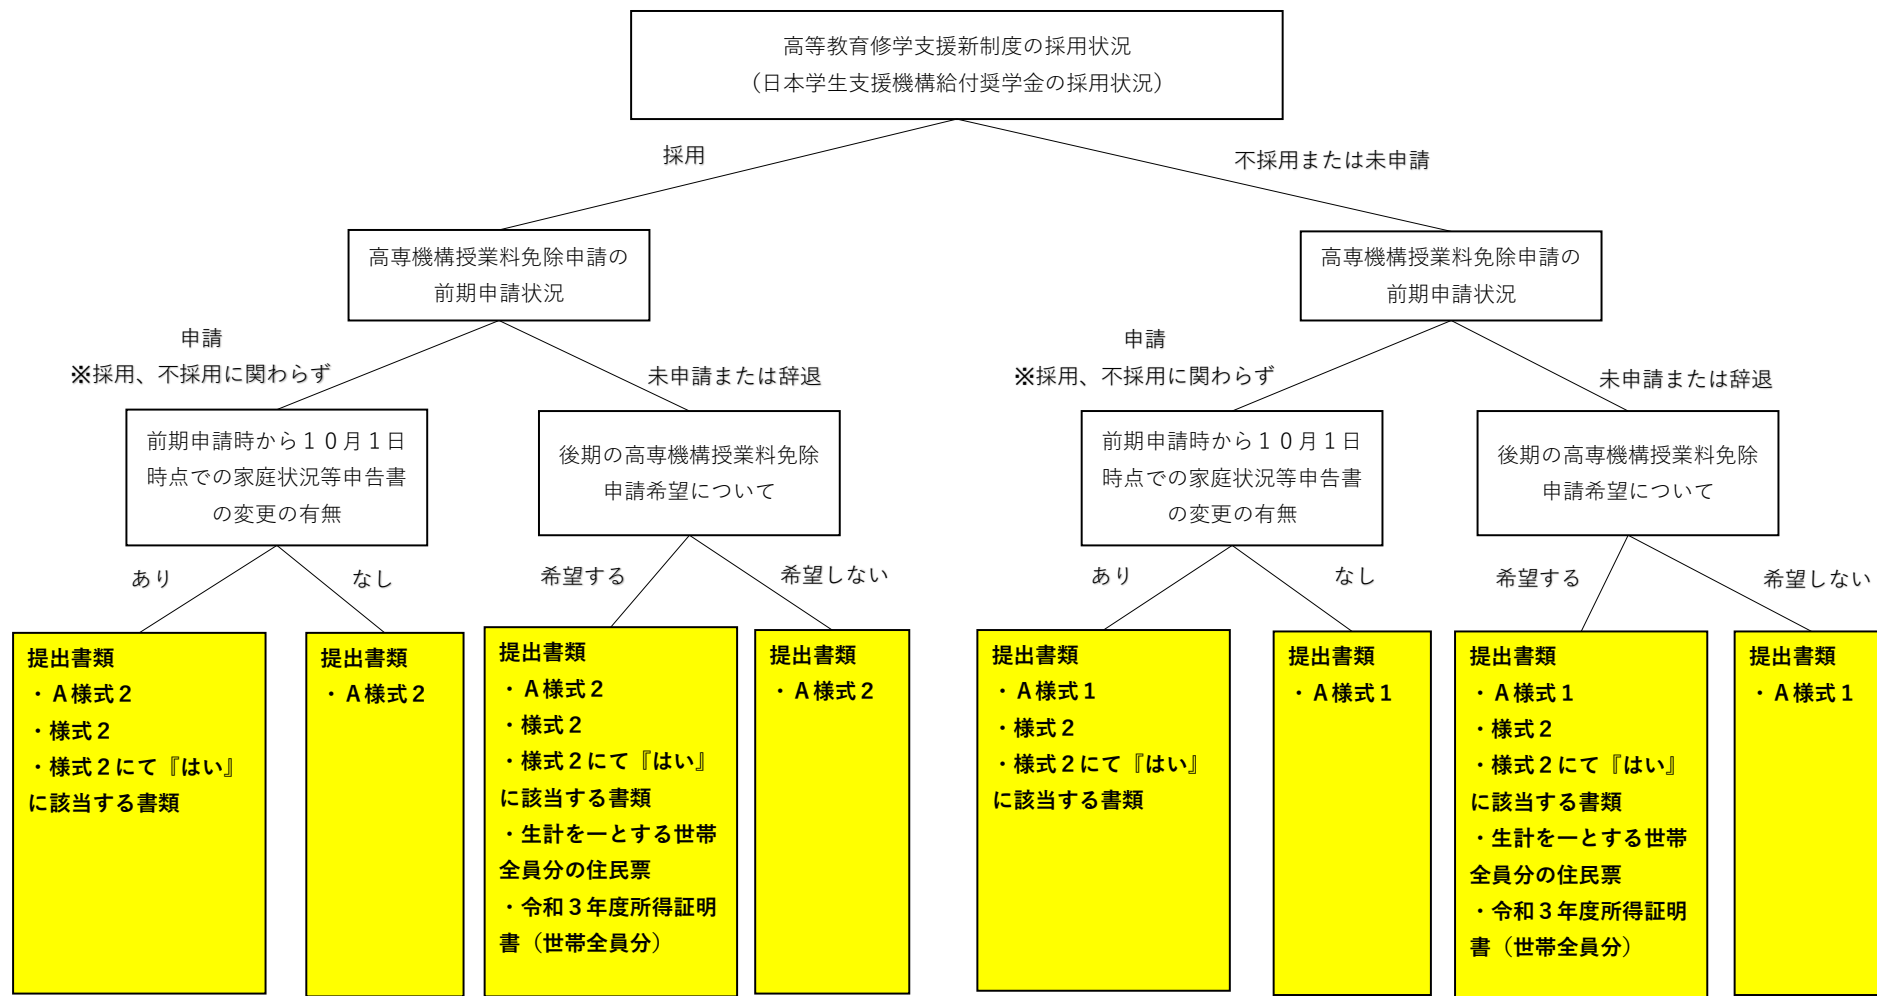 高等教育修学支援新制度の採用状況
（日本学生支援機構給付奨学金の採用状況）
採用
不採用または未申請
高専機構授業料免除申請の
前期申請状況
高専機構授業料免除申請の
前期申請状況
申請
※採用、不採用に関わらず
未申請または辞退
申請
※採用、不採用に関わらず
未申請または辞退
前期申請時から１０月１日
時点での家庭状況等申告書
の変更の有無
後期の高専機構授業料免除
申請希望について
前期申請時から１０月１日
時点での家庭状況等申告書
の変更の有無
後期の高専機構授業料免除
申請希望について
あり
なし
希望する
希望しない
あり
なし
希望する
希望しない
提出書類
・Ａ様式２
・様式２
・様式２にて『はい』
に該当する書類
提出書類
・Ａ様式２
提出書類
・Ａ様式２
・様式２
・様式２にて『はい』
に該当する書類
・生計を一とする世帯
全員分の住民票
・令和３年度所得証明
書（世帯全員分）
提出書類
・Ａ様式２
提出書類
・Ａ様式１
・様式２
・様式２にて『はい』
に該当する書類
提出書類
・Ａ様式１
提出書類
・Ａ様式１
・様式２
・様式２にて『はい』
に該当する書類
・生計を一とする世帯
全員分の住民票
・令和３年度所得証明
書（世帯全員分）
提出書類
・Ａ様式１